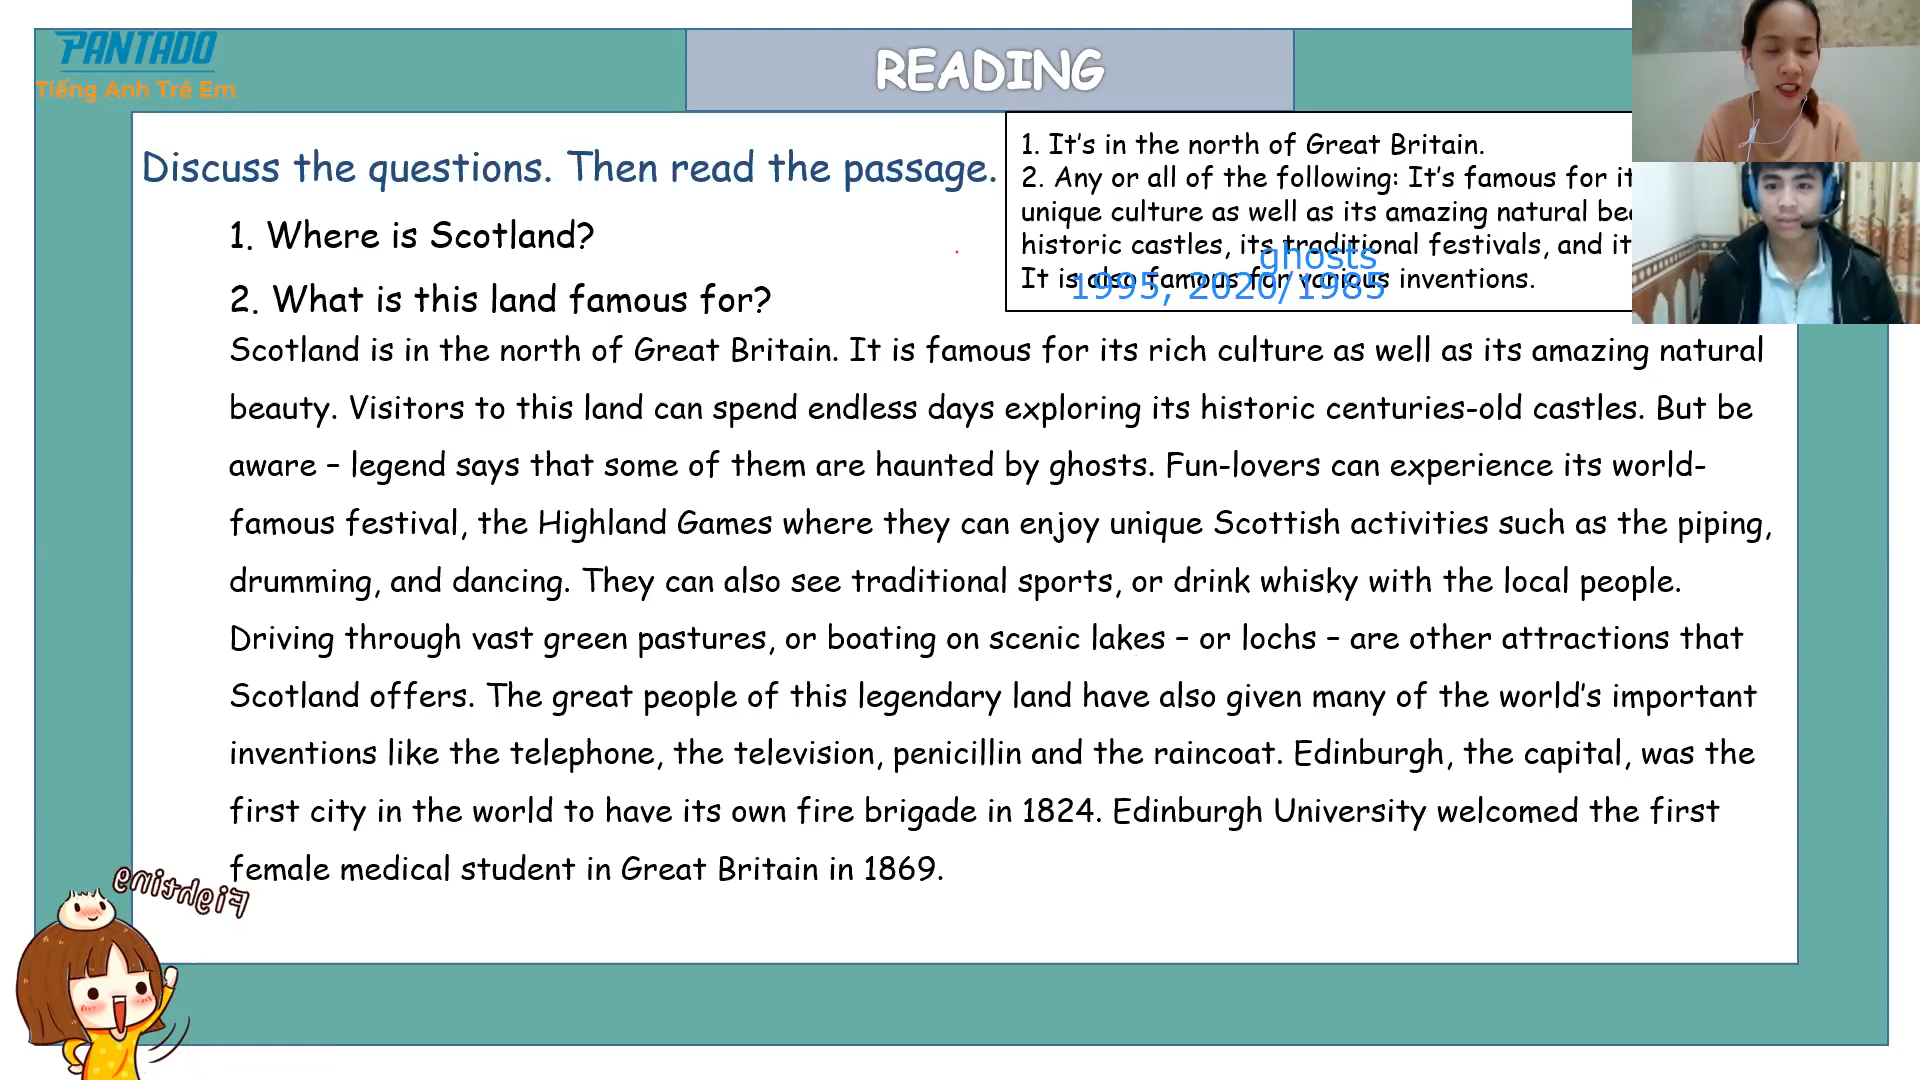 PANTADO
Tiếng Anh Trẻ Em
READING
Discuss the questions. Then read the passage.
1. Where is Scotland?
2. What is this land famous for?
1. It's in the north of Great Britain.
2. Any or all of the following: It's famous for
unique culture as well as its amazing natural
historic castles, its traditional festivals, and
It is also famous for various inventions.
ghosts
1995, 2020/1985
Scotland is in the north of Great Britain. It is famous for its rich culture as well as its amazing natural
beauty. Visitors to this land can spend endless days exploring its historic centuries-old castles. But be
aware – legend says that some of them are haunted by ghosts. Fun-lovers can experience its world-
famous festival, the Highland Games where they can enjoy unique Scottish activities such as the piping,
drumming, and dancing. They can also see traditional sports, or drink whisky with the local people.
Driving through vast green pastures, or boating on scenic lakes – or lochs – are other attractions that
Scotland offers. The great people of this legendary land have also given many of the world's important
inventions like the telephone, the television, penicillin and the raincoat. Edinburgh, the capital, was the
first city in the world to have its own fire brigade in 1824. Edinburgh University welcomed the first
female medical student in Great Britain in 1869.
Fighting